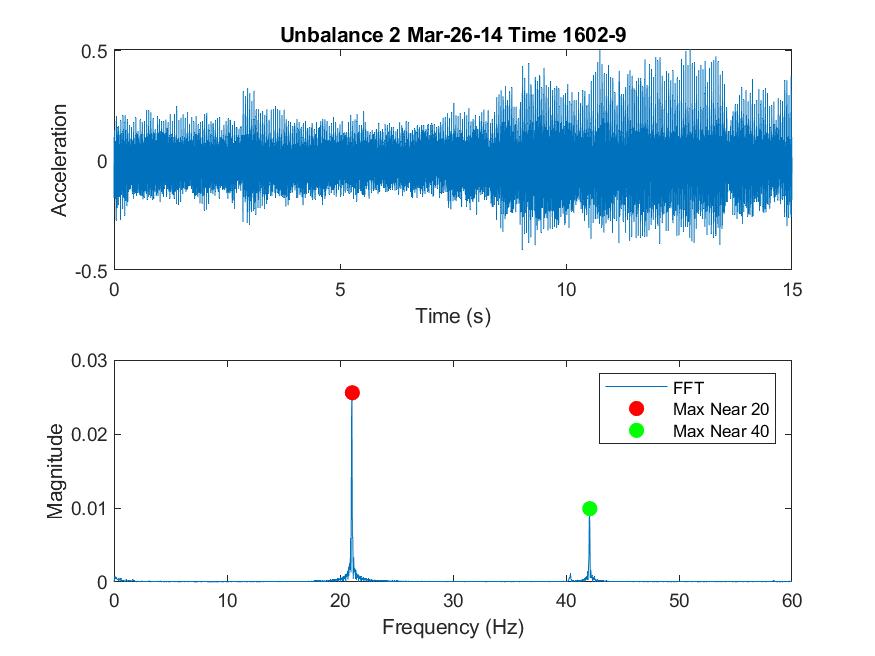 Unbalance 2 Mar-26-14 Time 1602-9
0.5
0
-0.5
Acceleration
0 5 10 15
Time (s)
0.03
0.02
0.01
0
Magnitude
FFT
Max Near 20
Max Near 40
0 10 20 30 40 50 60
Frequency (Hz)